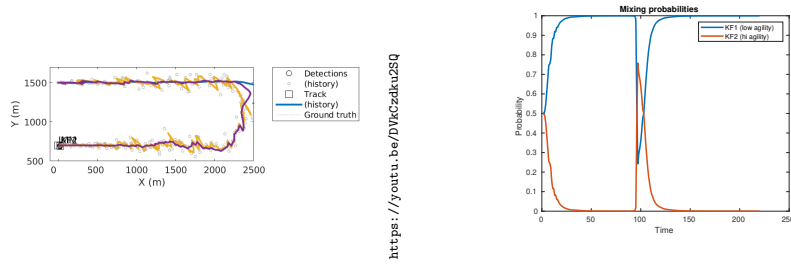 1500
1000
500
Y (m)
0
500
1000
1500
2000
2500
X (m)
Detections
(history)
Track
(history)
Ground truth
https://youtu.be/DVkCzdku2SQ
Mixing probabilities
KF1 (low agility)
KF2 (hi agility)
1
0.9
0.8
0.7
0.6
0.5
0.4
0.3
0.2
0.1
0
Probability
0
50
100
150
200
250
Time